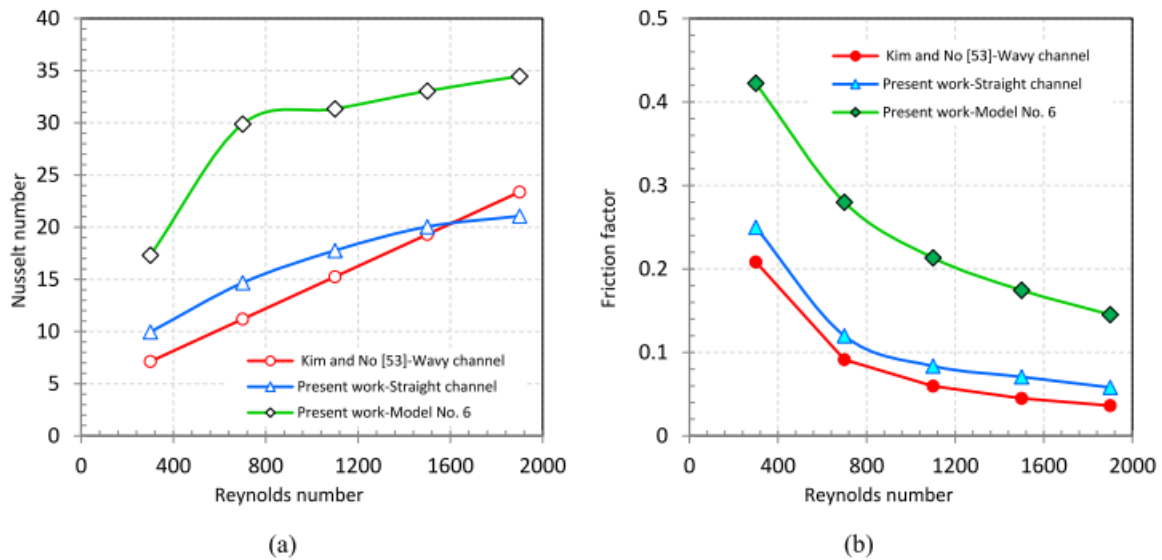 40
35
30
25
20
15
10
5
0
Nusselt number
0 400 800 1200 1600 2000
Reynolds number
Kim and No [53]-Wavy channel
Present work-Straight channel
Present work-Model No. 6
(a)
0.5
0.4
0.3
0.2
0.1
0
Friction factor
0 400 800 1200 1600 2000
Reynolds number
Kim and No [53]-Wavy channel
Present work-Straight channel
Present work-Model No. 6
(b)